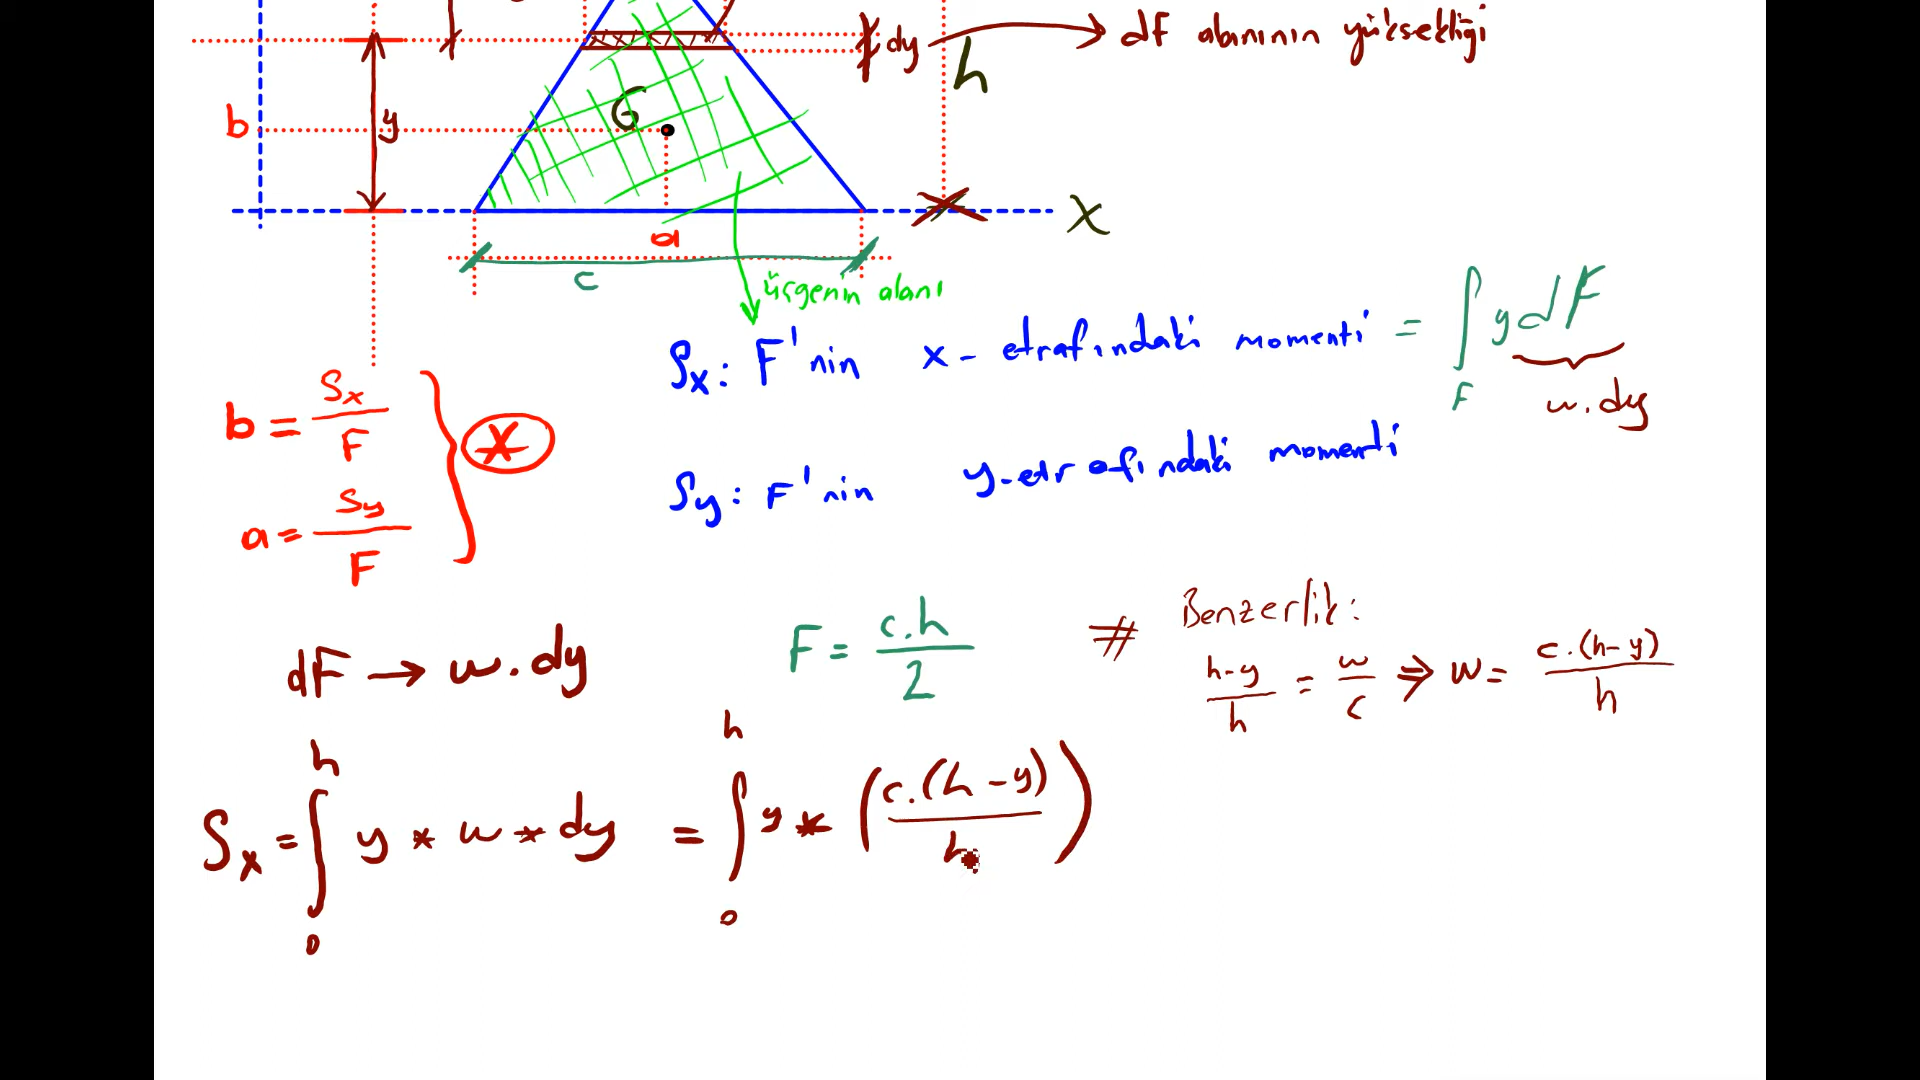 dy → df alanının yüksekliği
h
G
b
y
x
a
c
üçgenin alanı
Sx: F'nin x-etrafındaki momenti = ∫F y dF
w.dy
b = Sx/F
a = Sy/F
*
Sy: F'nin y-etrafındaki momenti
dF → w.dy
F = c.h/2
# Benzerlik:
(h-y)/h = w/c ⇒ w = c.(h-y)/h
Sx = ∫₀ʰ y * w * dy = ∫₀ʰ y * (c.(h-y)/h)